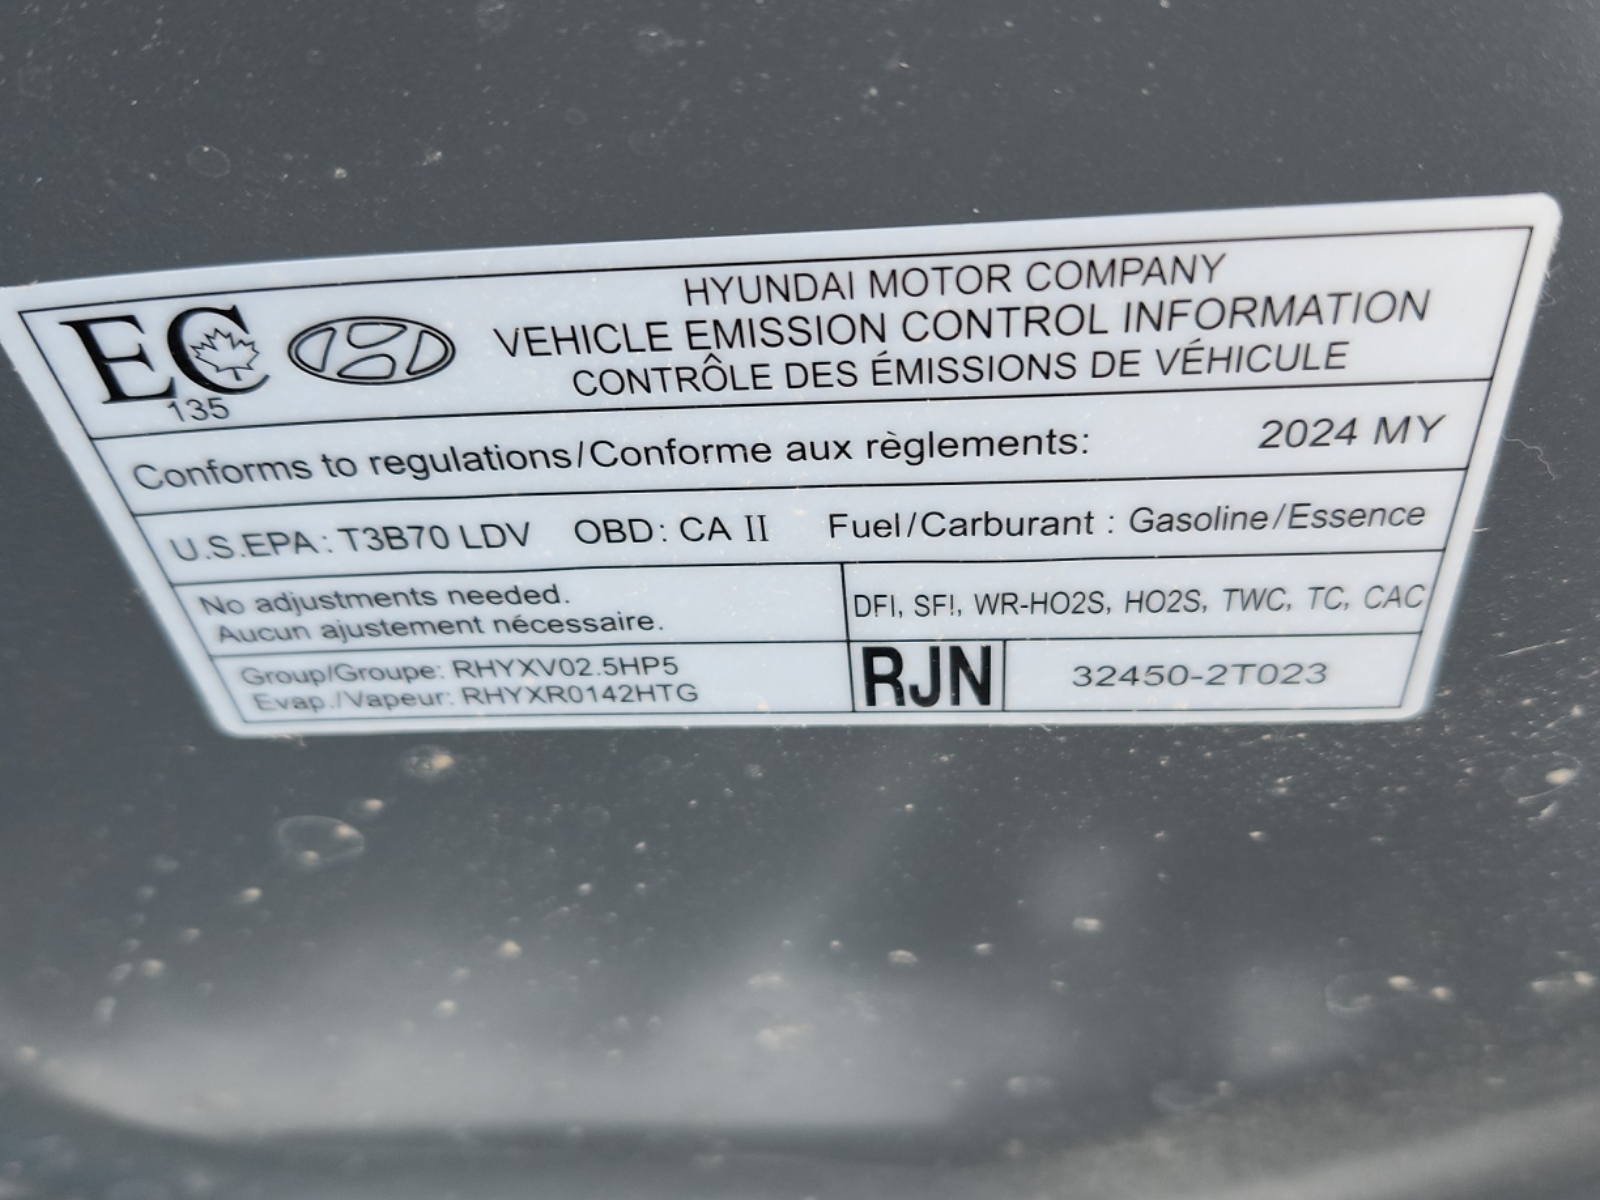 EC
135
HYUNDAI MOTOR COMPANY
VEHICLE EMISSION CONTROL INFORMATION
CONTRÔLE DES ÉMISSIONS DE VÉHICULE
Conforms to regulations/Conforme aux règlements: 2024 MY
U.S.EPA: T3B70 LDV OBD: CA II Fuel/Carburant : Gasoline/Essence
No adjustments needed.
Aucun ajustement nécessaire.
DFI, SFI, WR-HO2S, HO2S, TWC, TC, CAC
Group/Groupe: RHYXV02.5HP5
Evap./Vapeur: RHYXR0142HTG
RJN
32450-2T023